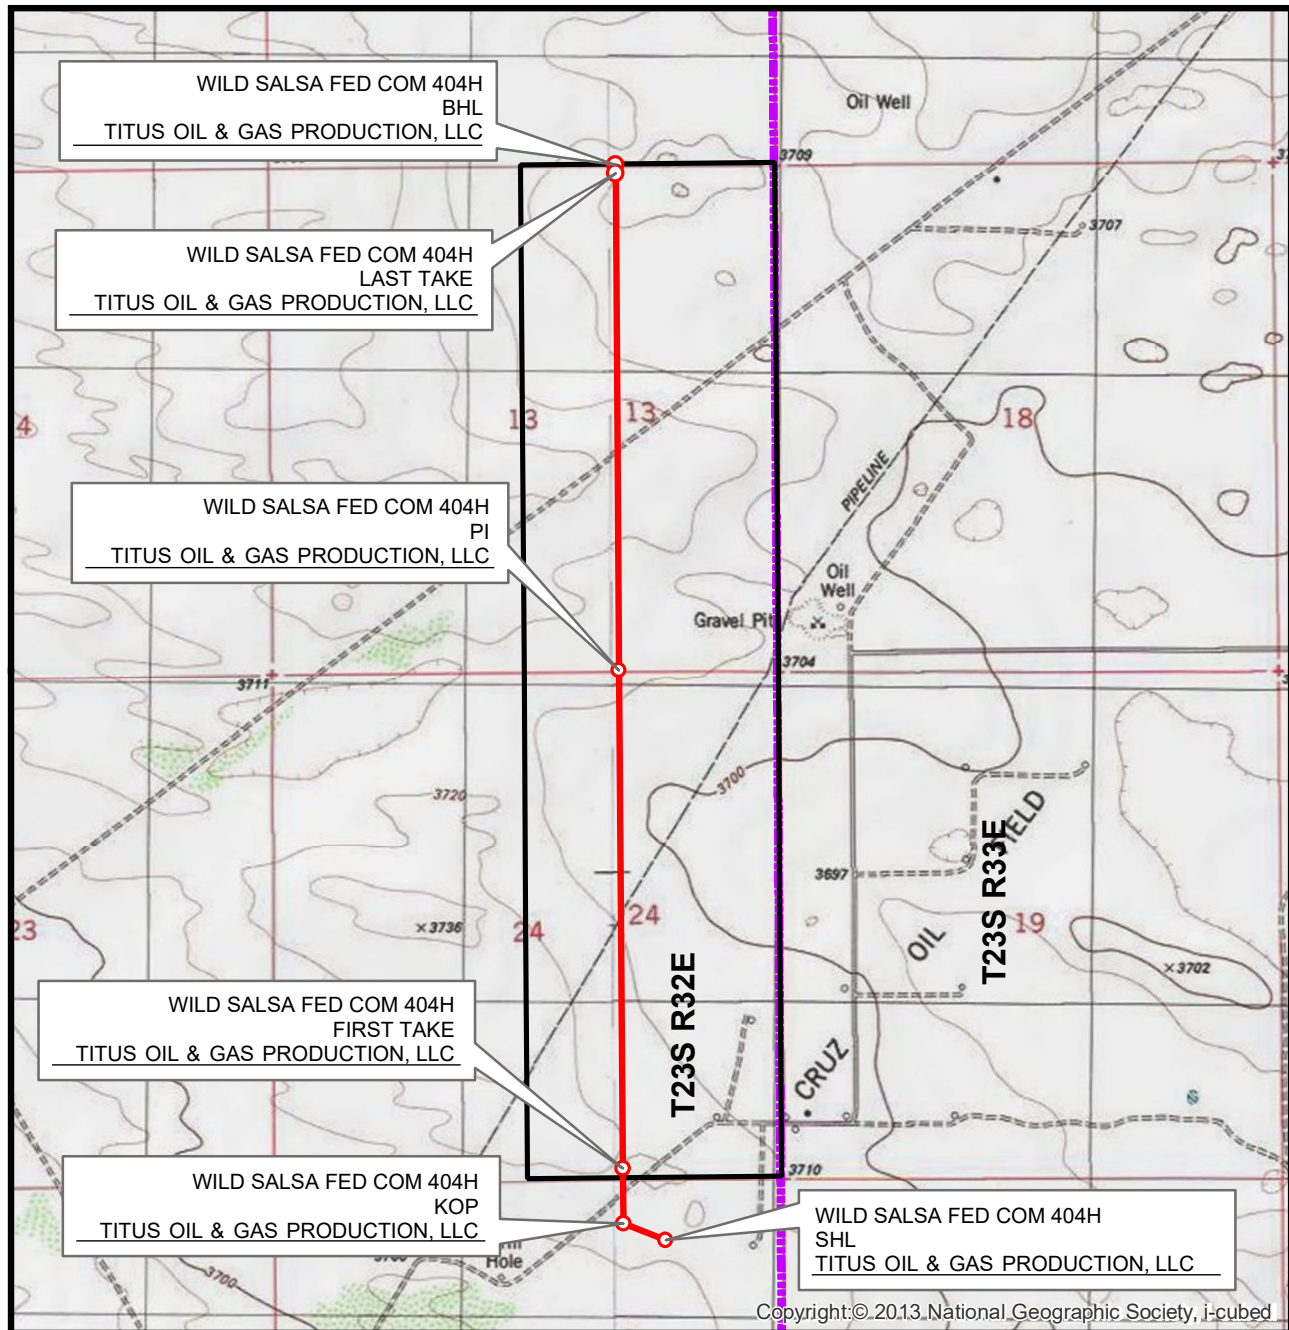 WILD SALSA FED COM 404H
BHL
TITUS OIL & GAS PRODUCTION, LLC
Oil Well
3709
WILD SALSA FED COM 404H
LAST TAKE
TITUS OIL & GAS PRODUCTION, LLC
3707
13
13
18
4
PIPELINE
WILD SALSA FED COM 404H
PI
TITUS OIL & GAS PRODUCTION, LLC
Oil
Well
Gravel Pit
3704
3711
3700
3720
FIELD
3697
T23S R33E
23
3736
24
24
OIL
19
3702
T23S R32E
WILD SALSA FED COM 404H
FIRST TAKE
TITUS OIL & GAS PRODUCTION, LLC
CRUZ
3710
WILD SALSA FED COM 404H
KOP
TITUS OIL & GAS PRODUCTION, LLC
WILD SALSA FED COM 404H
SHL
TITUS OIL & GAS PRODUCTION, LLC
Hole
3700
Copyright:© 2013 National Geographic Society, i-cubed